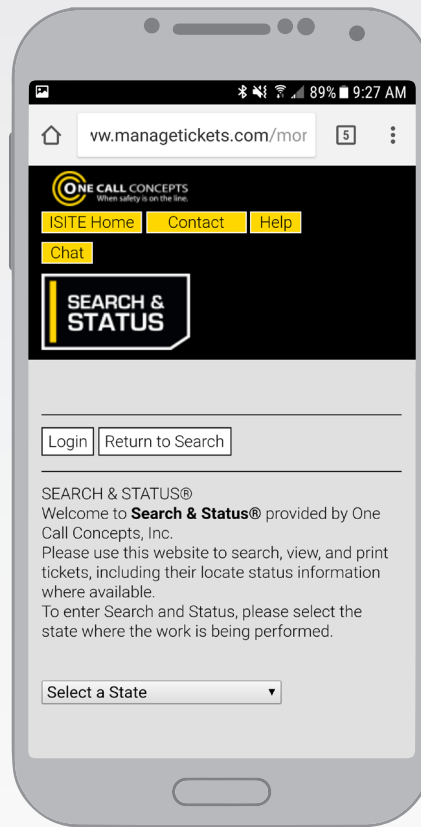 89% 9:27 AM
vw.managetickets.com/mor
5
ONE CALL CONCEPTS
When safety is on the line.
ISITE Home Contact Help
Chat
SEARCH &
STATUS
Login Return to Search
SEARCH & STATUS®
Welcome to Search & Status® provided by One
Call Concepts, Inc.
Please use this website to search, view, and print
tickets, including their locate status information
where available.
To enter Search and Status, please select the
state where the work is being performed.
Select a State